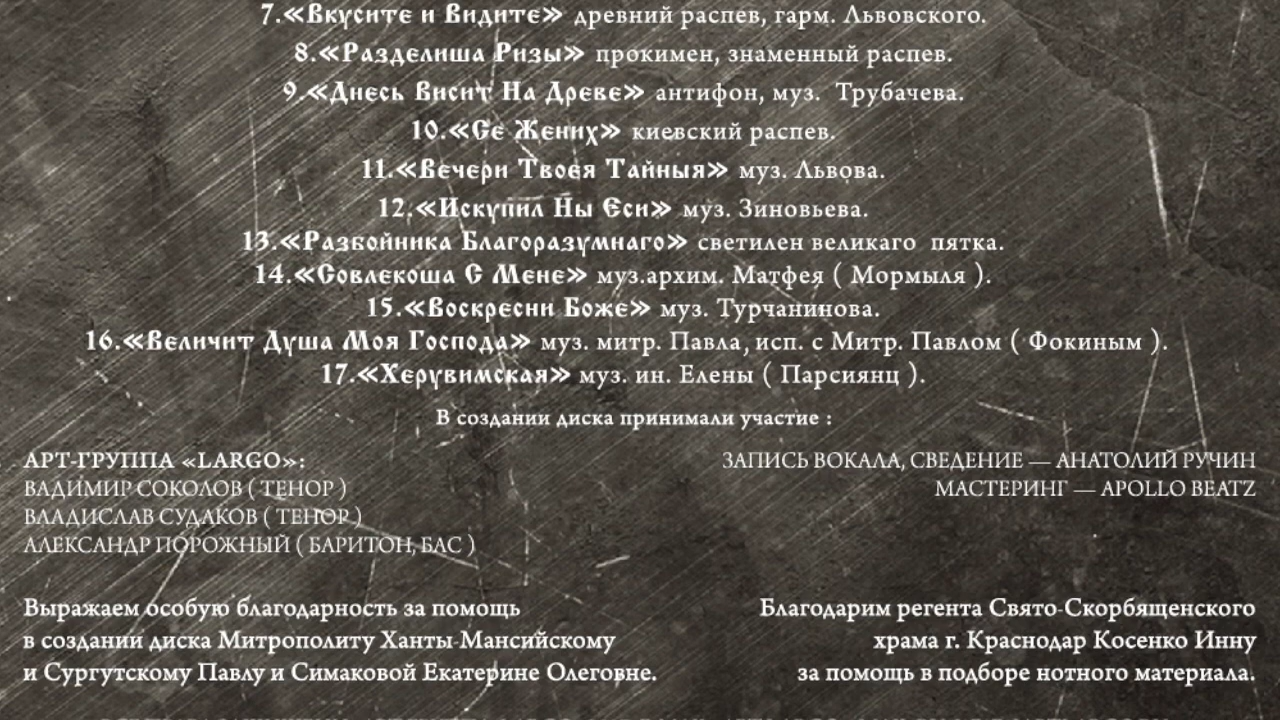 7.«Вкусите и Видите» древний распев, гарм. Львовского.
8.«Разделиша Ризы» прокимен, знаменный распев.
9.«Днесь Висит На Древе» антифон, муз. Трубачева.
10.«Се Жених» киевский распев.
11.«Вечери Твоея Тайныя» муз. Львова.
12.«Искупил Ны Еси» муз. Зиновьева.
13.«Разбойника Благоразумнаго» светилен великаго пятка.
14.«Совлекоша С Мене» муз.архим. Матфея ( Мормыля ).
15.«Воскресни Боже» муз. Турчанинова.
16.«Величит Душа Моя Господа» муз. митр. Павла, исп. с Митр. Павлом ( Фокиным ).
17.«Херувимская» муз. ин. Елены ( Парсиянц ).
В создании диска принимали участие :
АРТ-ГРУППА «LARGO»:
ВАДИМИР СОКОЛОВ ( ТЕНОР )
ВЛАДИСЛАВ СУДАКОВ ( ТЕНОР )
АЛЕКСАНДР ПОРОЖНЫЙ ( БАРИТОН, БАС )
ЗАПИСЬ ВОКАЛА, СВЕДЕНИЕ — АНАТОЛИЙ РУЧИН
МАСТЕРИНГ — APOLLO BEATZ
Выражаем особую благодарность за помощь
в создании диска Митрополиту Ханты-Мансийскому
и Сургутскому Павлу и Симаковой Екатерине Олеговне.
Благодарим регента Свято-Скорбященского
храма г. Краснодар Косенко Инну
за помощь в подборе нотного материала.